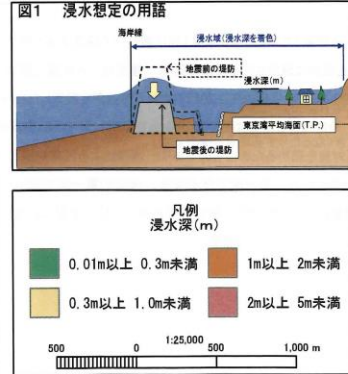 図1 浸水想定の用語
海岸線
浸水域(浸水深を着色)
地震前の堤防
浸水深(m)
東京湾平均海面(T.P.)
地震後の堤防
凡例
浸水深(m)
0.01m以上 0.3m未満
1m以上 2m未満
0.3m以上 1.0m未満
2m以上 5m未満
1:25,000
500 0 500 1,000 m